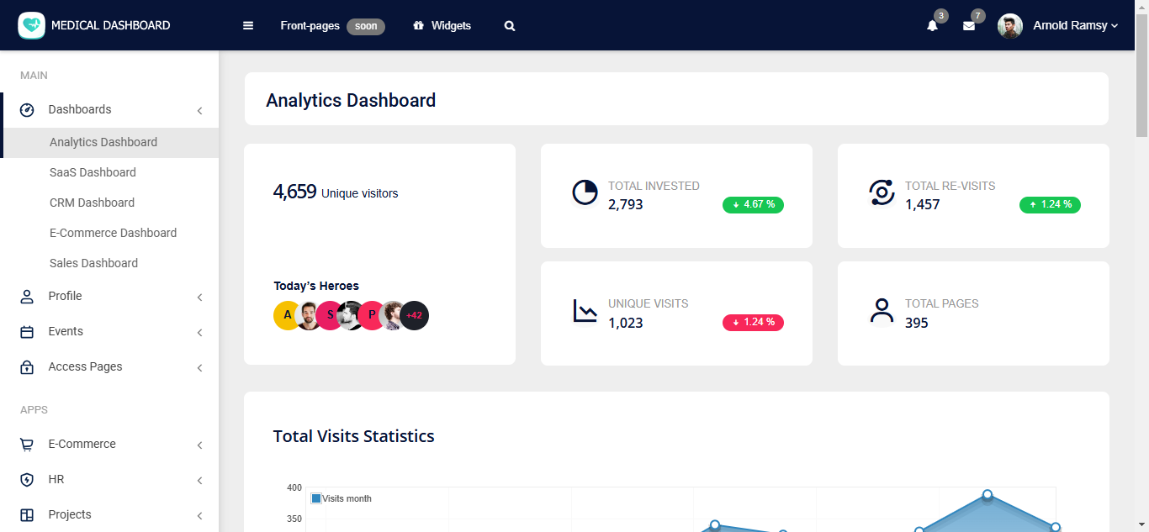 MEDICAL DASHBOARD
Front-pages soon
Widgets
3
7
Arnold Ramsy
MAIN
Dashboards
Analytics Dashboard
SaaS Dashboard
CRM Dashboard
E-Commerce Dashboard
Sales Dashboard
Profile
Events
Access Pages
APPS
E-Commerce
HR
Projects
Analytics Dashboard
4,659 Unique visitors
Today's Heroes
A S P +42
TOTAL INVESTED
2,793 4.67 %
TOTAL RE-VISITS
1,457 1.24 %
UNIQUE VISITS
1,023 1.24 %
TOTAL PAGES
395
Total Visits Statistics
400
Visits month
350